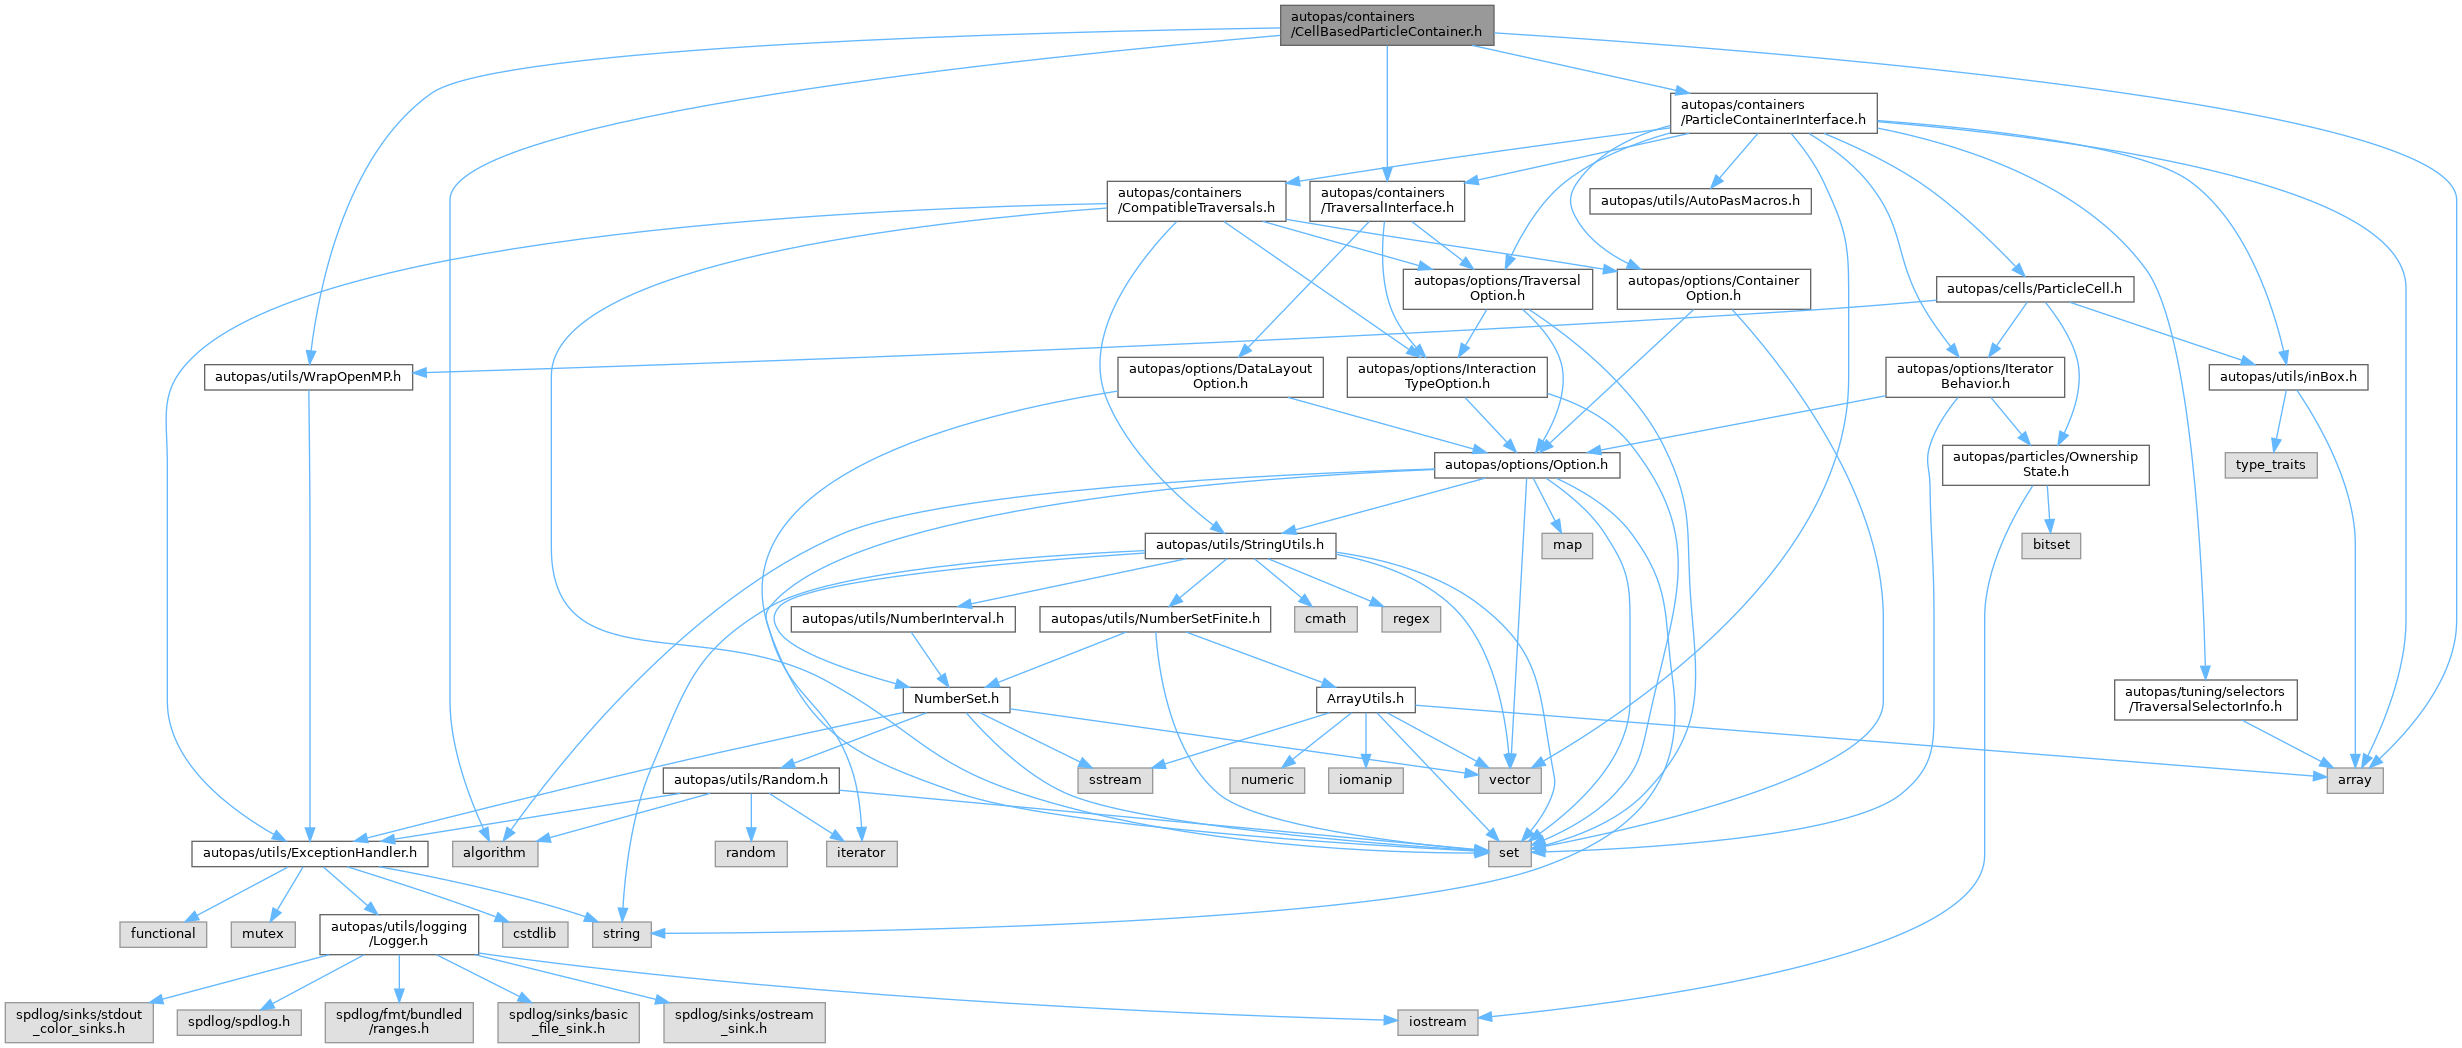 autopas/containers
/CellBasedParticleContainer.h
autopas/containers
/ParticleContainerInterface.h
autopas/containers
/CompatibleTraversals.h
autopas/containers
/TraversalInterface.h
autopas/utils/AutoPasMacros.h
autopas/options/Traversal
Option.h
autopas/options/Container
Option.h
autopas/cells/ParticleCell.h
autopas/utils/WrapOpenMP.h
autopas/options/DataLayout
Option.h
autopas/options/Interaction
TypeOption.h
autopas/options/Iterator
Behavior.h
autopas/utils/inBox.h
autopas/options/Option.h
autopas/particles/Ownership
State.h
type_traits
autopas/utils/StringUtils.h
map
bitset
autopas/utils/NumberInterval.h
autopas/utils/NumberSetFinite.h
cmath
regex
NumberSet.h
ArrayUtils.h
autopas/tuning/selectors
/TraversalSelectorInfo.h
autopas/utils/Random.h
sstream
numeric
iomanip
vector
array
autopas/utils/ExceptionHandler.h
algorithm
random
iterator
set
functional
mutex
autopas/utils/logging
/Logger.h
cstdlib
string
spdlog/sinks/stdout
_color_sinks.h
spdlog/spdlog.h
spdlog/fmt/bundled
/ranges.h
spdlog/sinks/basic
_file_sink.h
spdlog/sinks/ostream
_sink.h
iostream